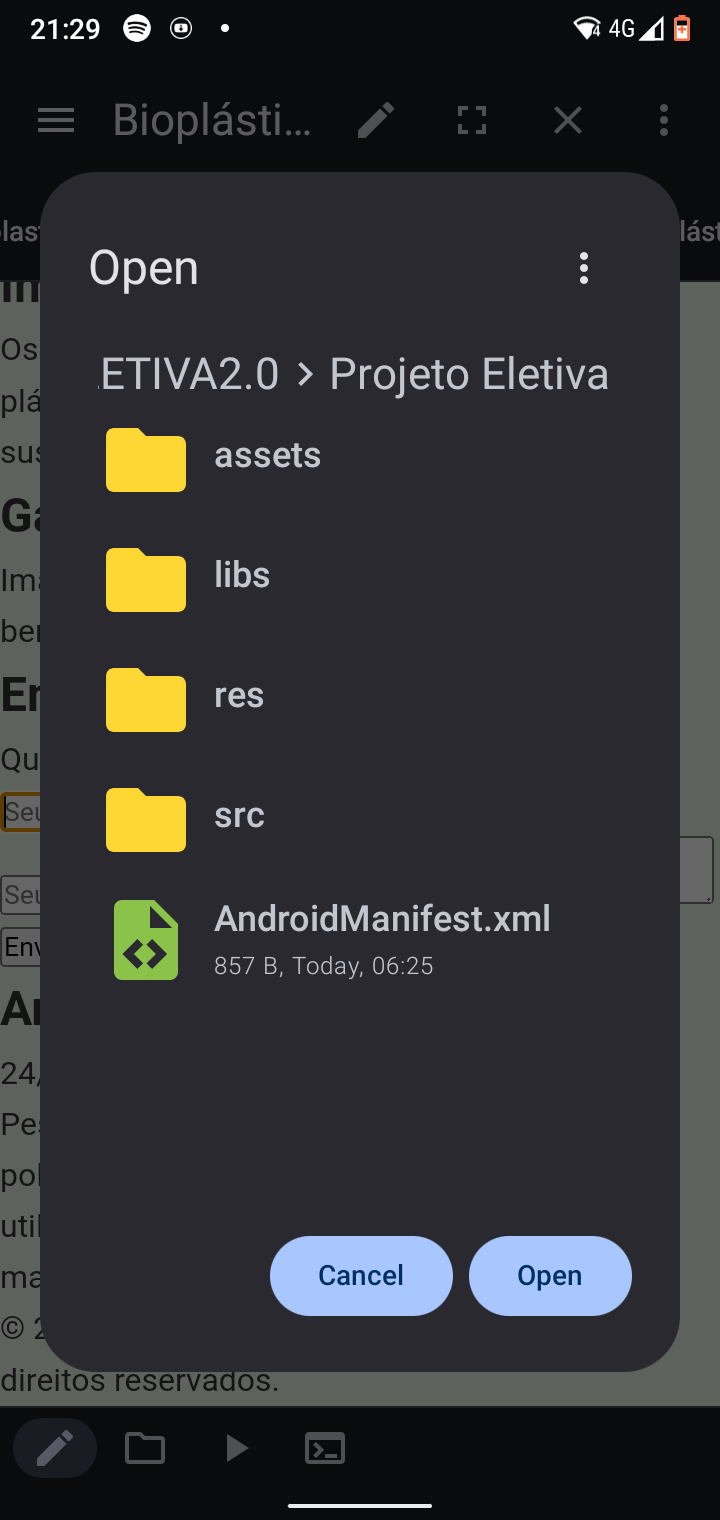 21:29
4G
Bioplásti...
Open
ETIVA2.0 > Projeto Eletiva
assets
libs
res
src
AndroidManifest.xml
857 B, Today, 06:25
Cancel
Open
Os
direitos reservados.